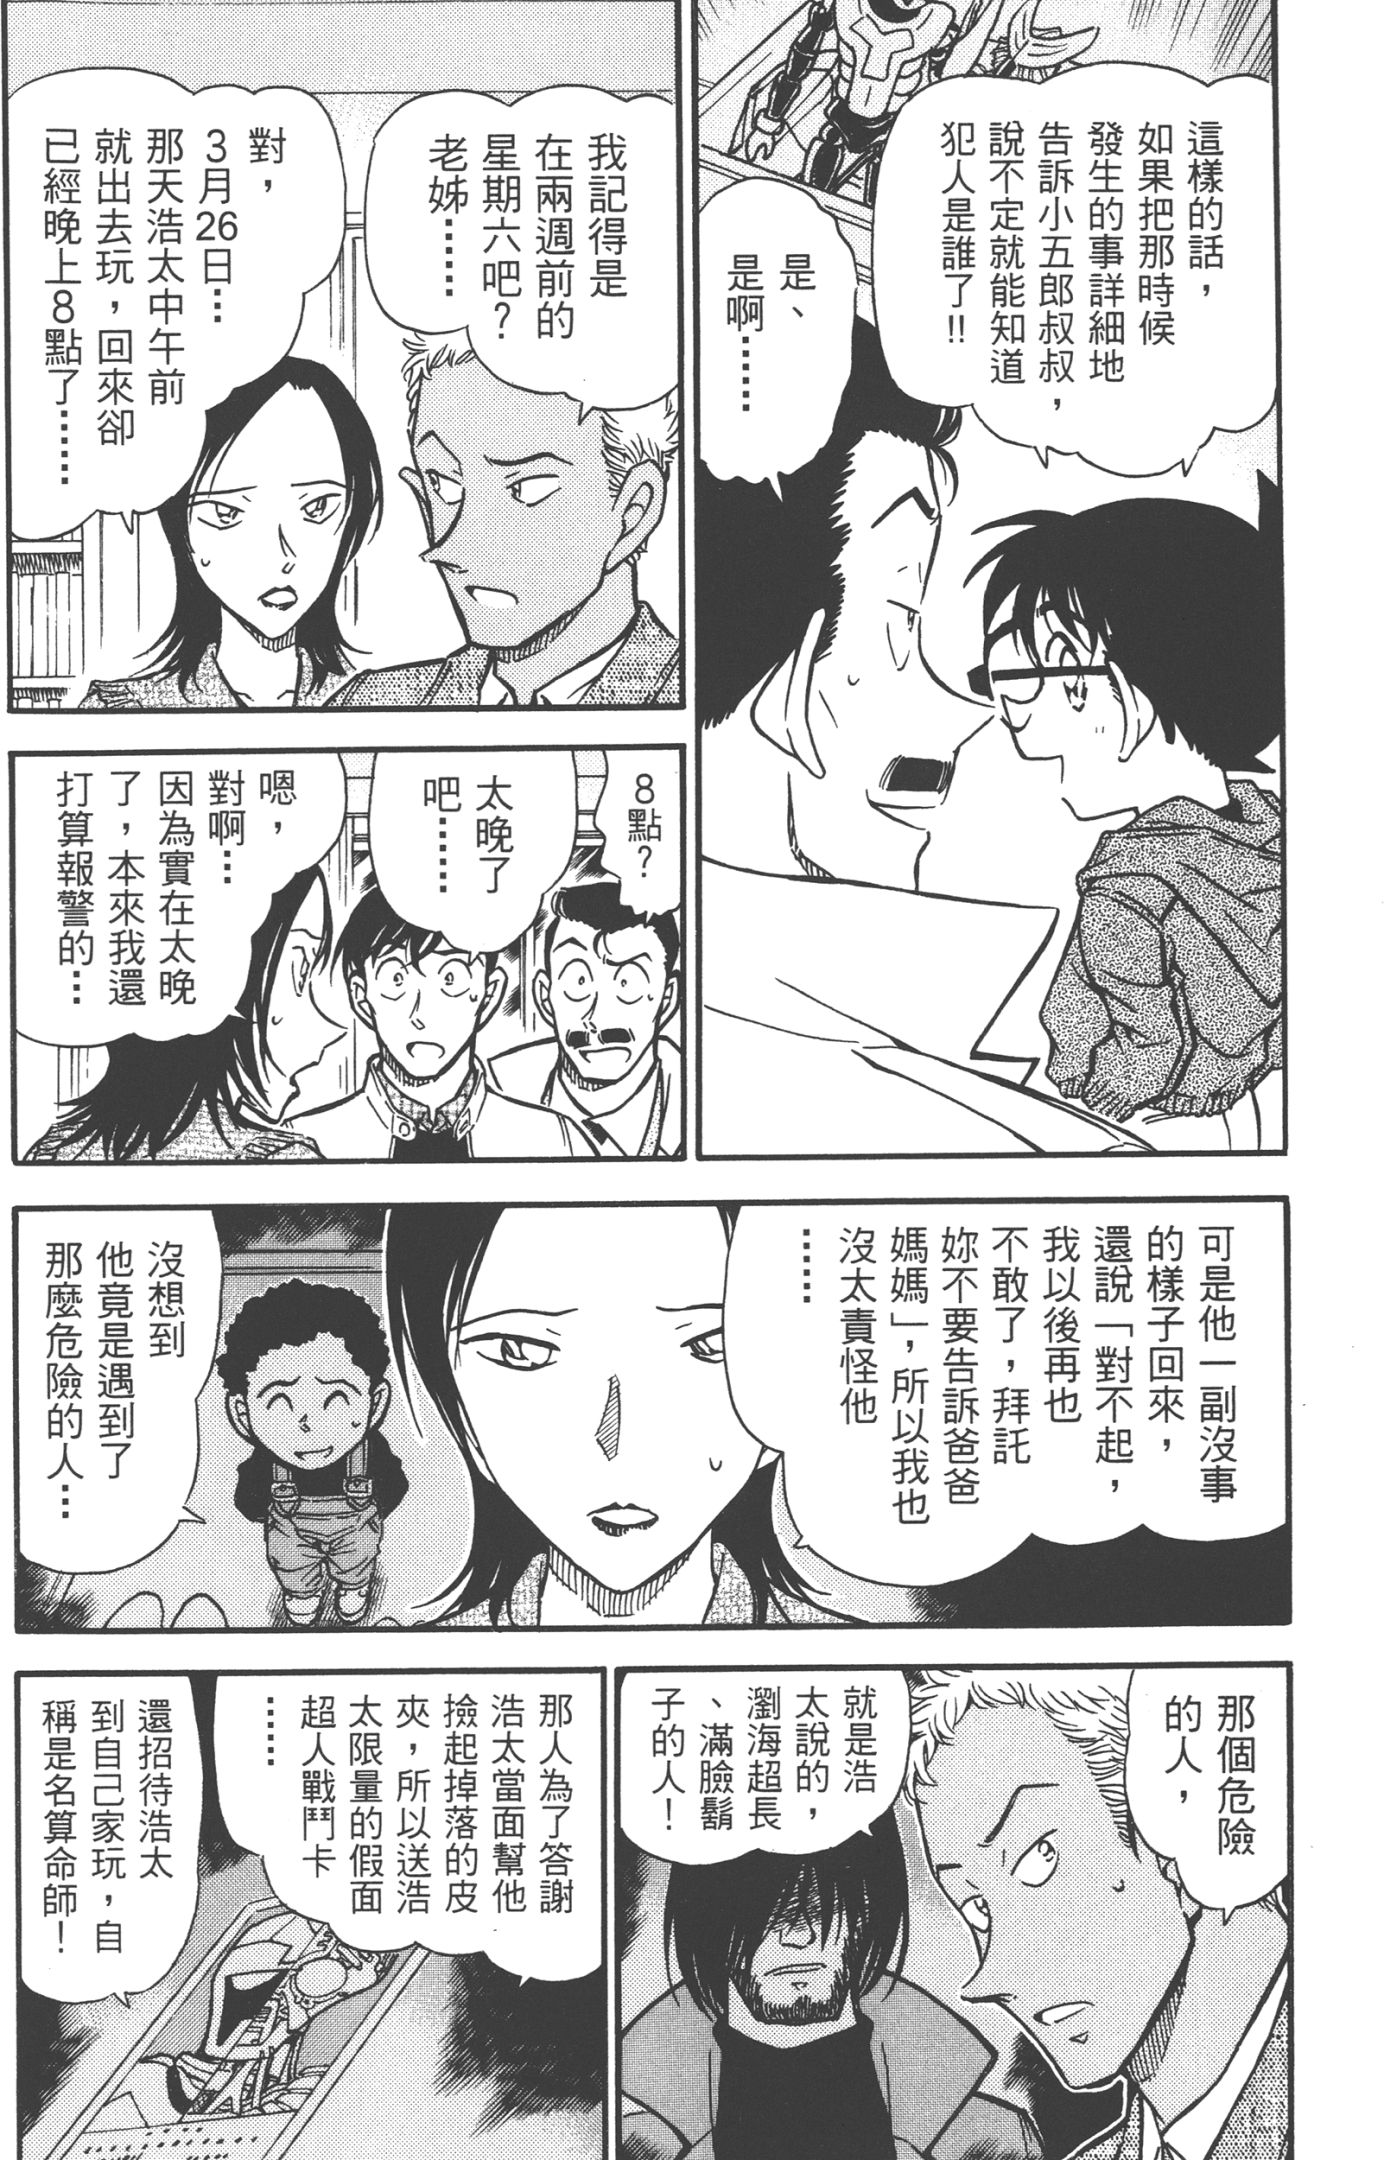 這樣的話，
如果把那時候
發生的事詳細地
告訴小五郎叔叔，
說不定就能知道
犯人是誰了!!
是、
是啊……
我記得是
在兩週前的
星期六吧？
老姊……
對，
3月26日…
那天浩太中午前
就出去玩，回來卻
已經晚上8點了……
8點？
太晚了
吧……
嗯，
對啊…
因為實在太晚
了，本來我還
打算報警的…
可是他一副沒事
的樣子回來，
還說「對不起，
我以後再也
不敢了，拜託
妳不要告訴爸爸
媽媽」，所以我也
沒太責怪他
……
沒想到
他竟是遇到了
那麼危險的人…
那個危險
的人，
就是浩
太說的，
瀏海超長
、滿臉鬍
子的人！
那人為了答謝
浩太當面幫他
撿起掉落的皮
夾，所以送浩
太限量的假面
超人戰鬥卡
……
還招待浩太
到自己家玩，自
稱是名算命師！